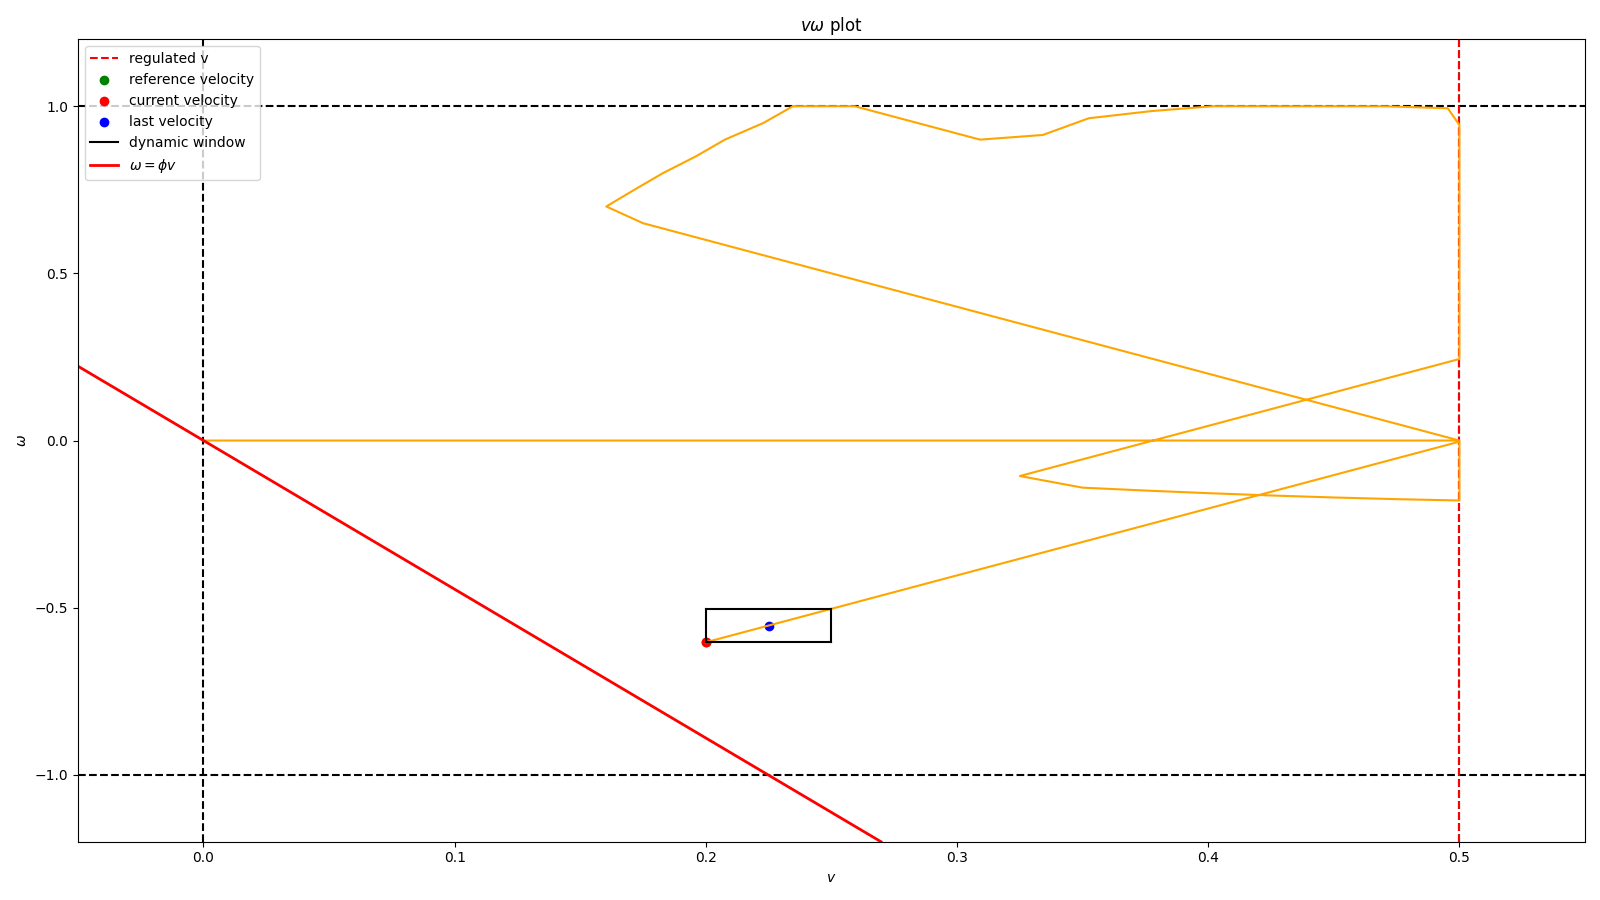 vω plot
regulated v
reference velocity
current velocity
last velocity
dynamic window
ω = ϕv
1.0
0.5
0.0
−0.5
−1.0
ω
0.0 0.1 0.2 0.3 0.4 0.5
v